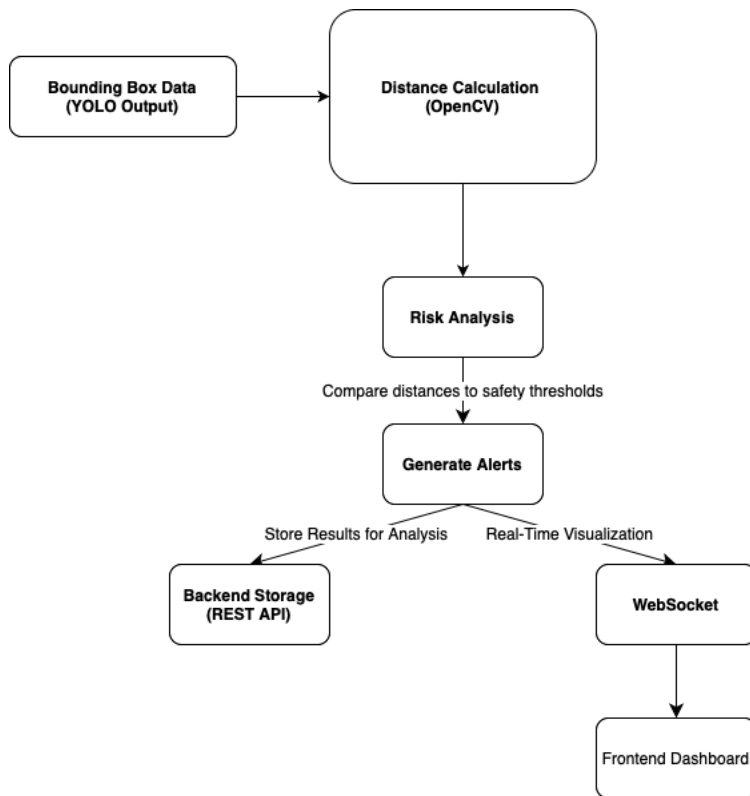 Bounding Box Data
(YOLO Output)
Distance Calculation
(OpenCV)
Risk Analysis
Compare distances to safety thresholds
Generate Alerts
Store Results for Analysis
Real-Time Visualization
Backend Storage
(REST API)
WebSocket
Frontend Dashboard